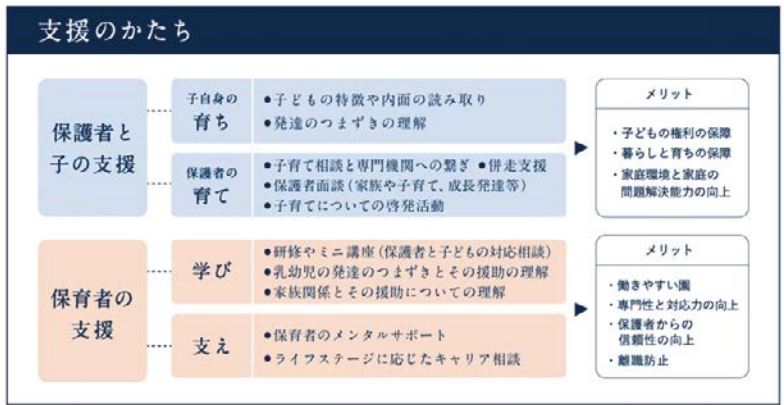 支援のかたち
保護者と
子の支援
子自身の
育ち
●子どもの特徴や内面の読み取り
●発達のつまずきの理解
保護者の
育て
●子育て相談と専門機関への繋ぎ ●併走支援
●保護者面談(家族や子育て、成長発達等)
●子育てについての啓発活動
メリット
・子どもの権利の保障
・暮らしと育ちの保障
・家庭環境と家庭の
問題解決能力の向上
保育者の
支援
学び
●研修やミニ講座(保護者と子どもの対応相談)
●乳幼児の発達のつまずきとその援助の理解
●家族関係とその援助についての理解
支え
●保育者のメンタルサポート
●ライフステージに応じたキャリア相談
メリット
・働きやすい園
・専門性と対応力の向上
・保護者からの
信頼性の向上
・離職防止